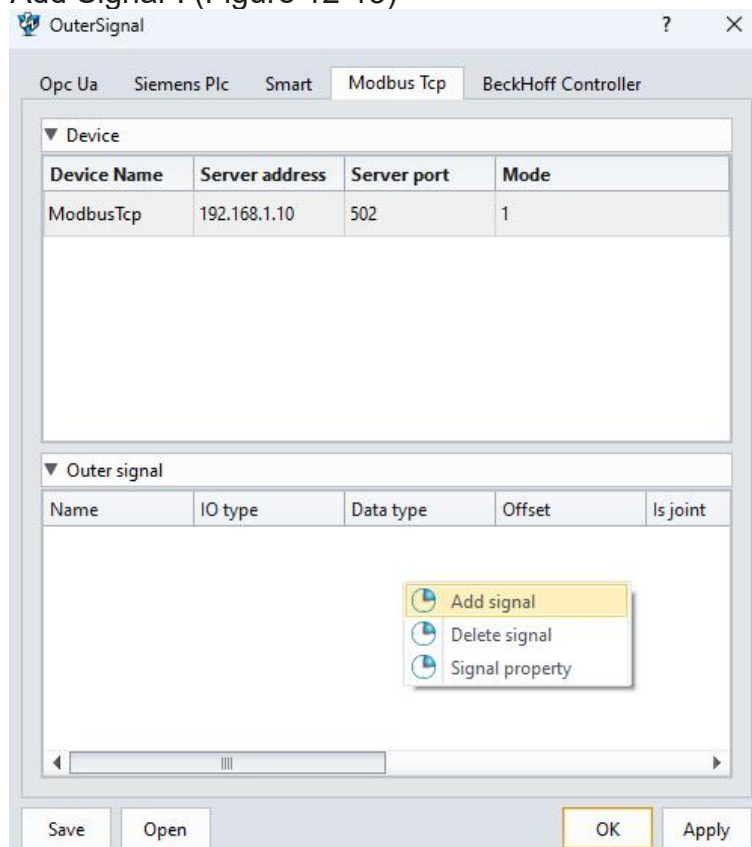 OuterSignal ? ×
Opc Ua Siemens Plc Smart Modbus Tcp BeckHoff Controller
Device
Device Name Server address Server port Mode
ModbusTcp 192.168.1.10 502 1
Outer signal
Name IO type Data type Offset Is joint
Add signal
Delete signal
Signal property
Save Open OK Apply